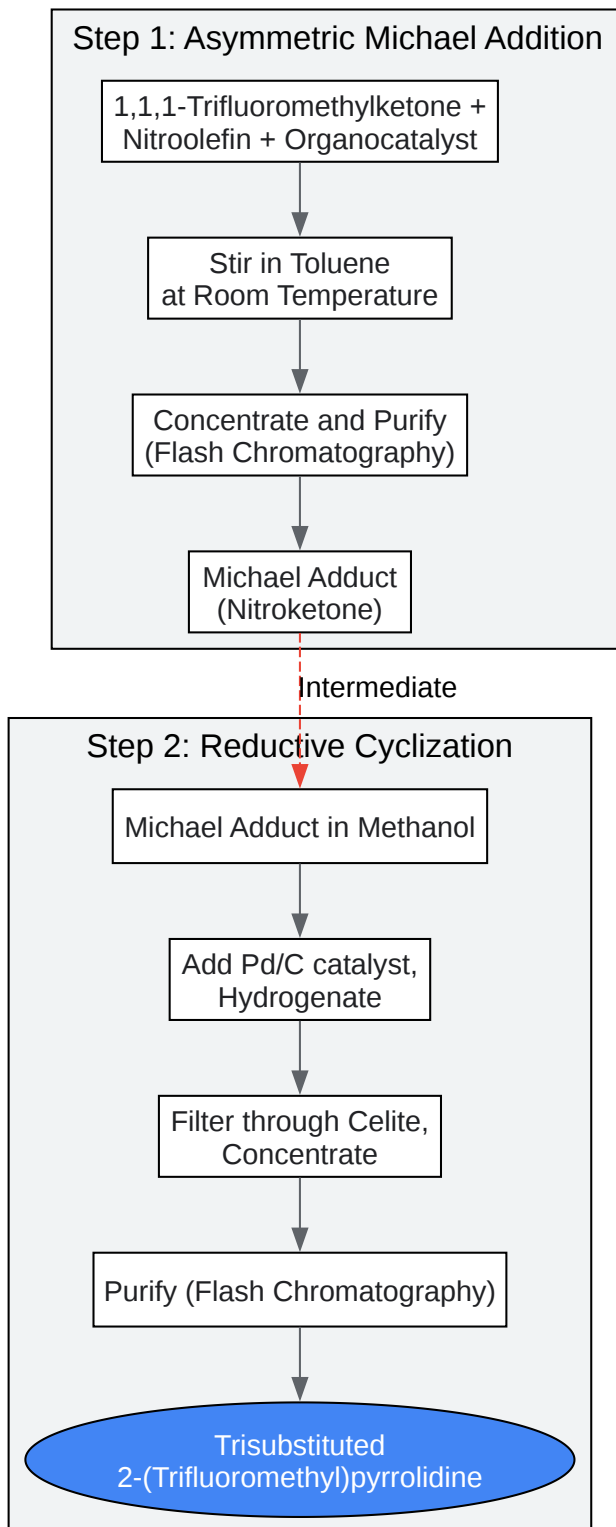 Step 1: Asymmetric Michael Addition
1,1,1-Trifluoromethylketone +
Nitroolefin + Organocatalyst
Stir in Toluene
at Room Temperature
Concentrate and Purify
(Flash Chromatography)
Michael Adduct
(Nitroketone)
Intermediate
Step 2: Reductive Cyclization
Michael Adduct in Methanol
Add Pd/C catalyst,
Hydrogenate
Filter through Celite,
Concentrate
Purify (Flash Chromatography)
Trisubstituted
2-(Trifluoromethyl)pyrrolidine